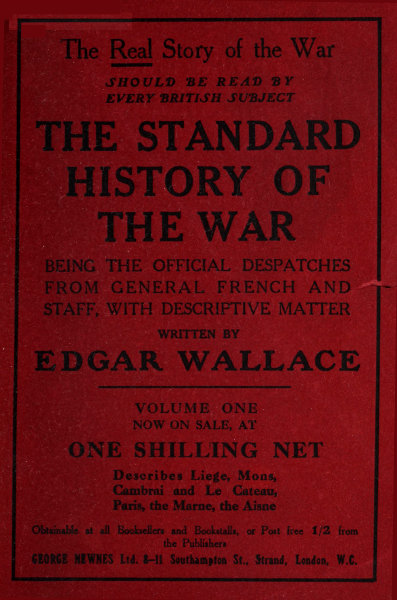 The Real Story of the War
SHOULD BE READ BY
EVERY BRITISH SUBJECT
THE STANDARD
HISTORY OF
THE WAR
BEING THE OFFICIAL DESPATCHES
FROM GENERAL FRENCH AND
STAFF, WITH DESCRIPTIVE MATTER
WRITTEN BY
EDGAR WALLACE
VOLUME ONE
NOW ON SALE, AT
ONE SHILLING NET
Describes Liege, Mons,
Cambrai and Le Cateau,
Paris, the Marne, the Aisne
Obtainable at all Booksellers and Bookstalls, or Post free 1/2 from
the Publishers
GEORGE NEWNES Ltd. 8-11 Southampton St., Strand, London, W.C.